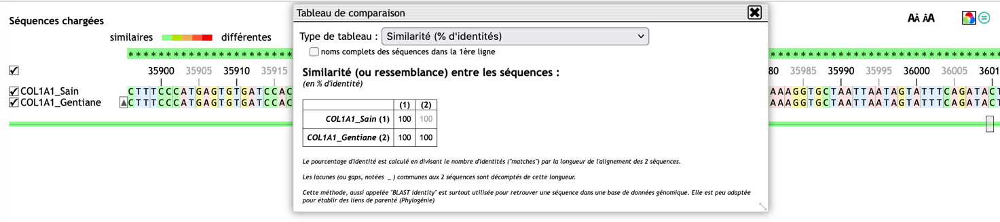 Tableau de comparaison
Séquences chargées
AA AA
similaires différentes
Type de tableau : Similarité (% d'identités)
noms complets des séquences dans la 1ère ligne
35900 35905 35910 35915
80 35985 35990 35995 36000 36005 3601
Similarité (ou ressemblance) entre les séquences :
(en % d'identité)
COL1A1_Sain CTTTCCCATGAGTGTGATCCAC
AAAGGTGCTAATTAATAGTATTTCAGATACT
COL1A1_Gentiane CTTTCCCATGAGTGTGATCCAC
AAAGGTGCTAATTAATAGTATTTCAGATACT
(1) (2)
COL1A1_Sain (1) 100 100
COL1A1_Gentiane (2) 100 100
Le pourcentage d'identité est calculé en divisant le nombre d'identités ("matches") par la longueur de l'alignement des 2 séquences.
Les lacunes (ou gaps, notées _ ) communes aux 2 séquences sont décomptés de cette longueur.
Cette méthode, aussi appelée "BLAST identity" est surtout utilisée pour retrouver une séquence dans une base de données génomique. Elle est peu adaptée
pour établir des liens de parenté (Phylogénie)